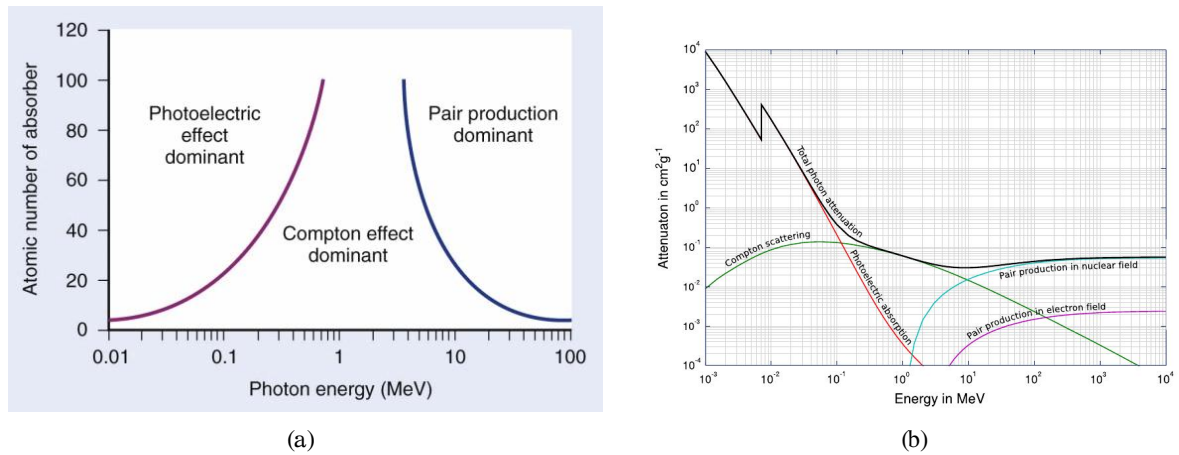 120
100
80
60
40
20
0
Atomic number of absorber
Photoelectric
effect
dominant
Pair production
dominant
Compton effect
dominant
0.01
0.1
1
10
100
Photon energy (MeV)
(a)
10^4
10^3
10^2
10^1
10^0
10^-1
10^-2
10^-3
10^-4
Attenuaton in cm^2g^-1
Total photon attenuation
Compton scattering
Photoelectric absorption
Pair production in nuclear field
Pair production in electron field
10^-3
10^-2
10^-1
10^0
10^1
10^2
10^3
10^4
Energy in MeV
(b)